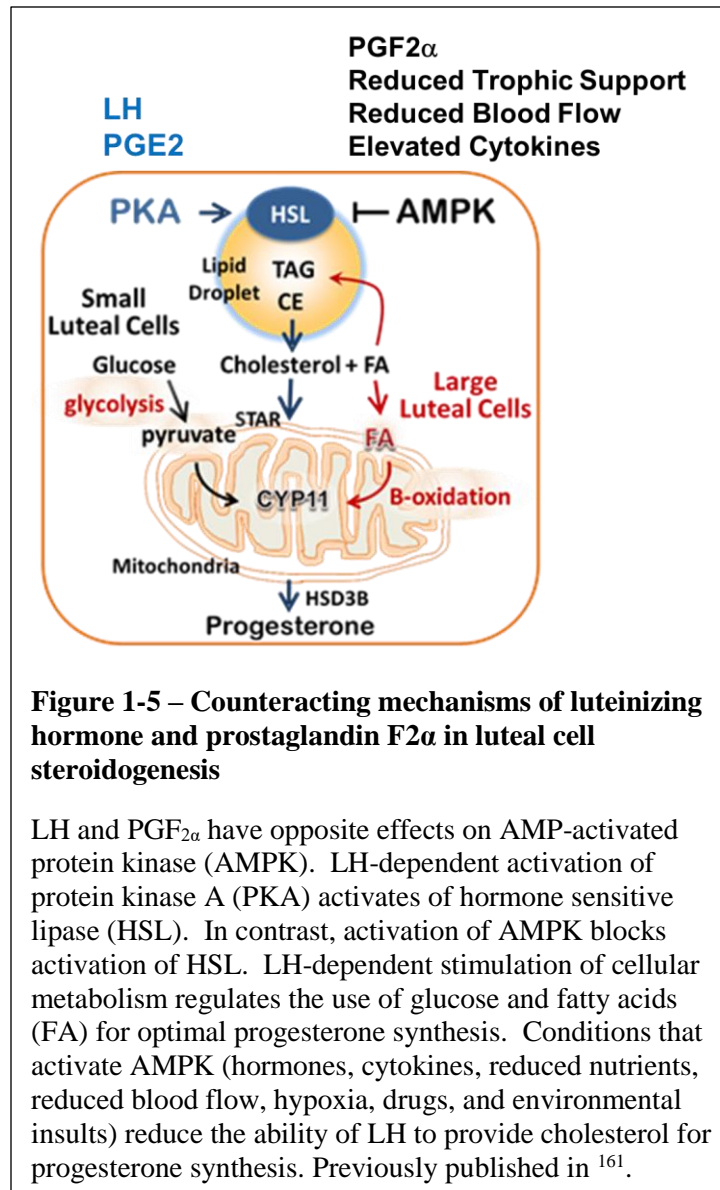 PGF2α
Reduced Trophic Support
LH
Reduced Blood Flow
PGE2
Elevated Cytokines
PKA
HSL
AMPK
Lipid
Droplet
TAG
CE
Small
Luteal Cells
Glucose
Cholesterol + FA
Large
Luteal Cells
glycolysis
STAR
pyruvate
FA
CYP11
B-oxidation
Mitochondria
HSD3B
Progesterone
Figure 1-5 – Counteracting mechanisms of luteinizing
hormone and prostaglandin F2α in luteal cell
steroidogenesis
LH and PGF2α have opposite effects on AMP-activated
protein kinase (AMPK). LH-dependent activation of
protein kinase A (PKA) activates of hormone sensitive
lipase (HSL). In contrast, activation of AMPK blocks
activation of HSL. LH-dependent stimulation of cellular
metabolism regulates the use of glucose and fatty acids
(FA) for optimal progesterone synthesis. Conditions that
activate AMPK (hormones, cytokines, reduced nutrients,
reduced blood flow, hypoxia, drugs, and environmental
insults) reduce the ability of LH to provide cholesterol for
progesterone synthesis. Previously published in 161.